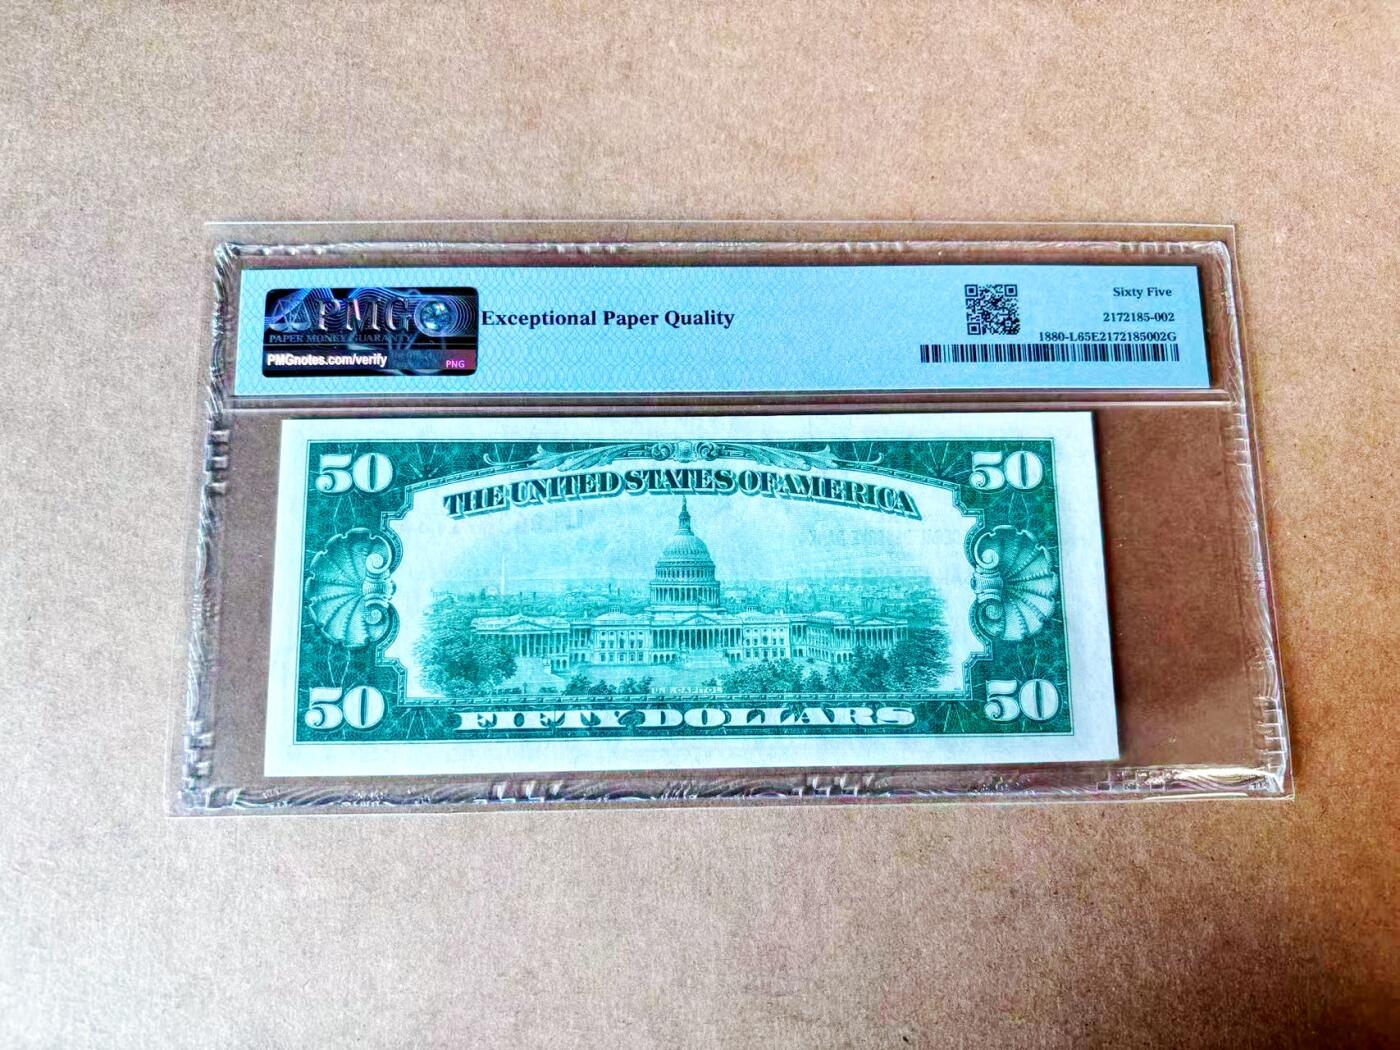 PMG
PAPER MONEY GUARANTY
PMGnotes.com/verify
PNG
Exceptional Paper Quality
Sixty Five
2172185-002
1880-L65E2172185002G
50
50
THE UNITED STATES OF AMERICA
U.S. CAPITOL
50
FIFTY DOLLARS
50